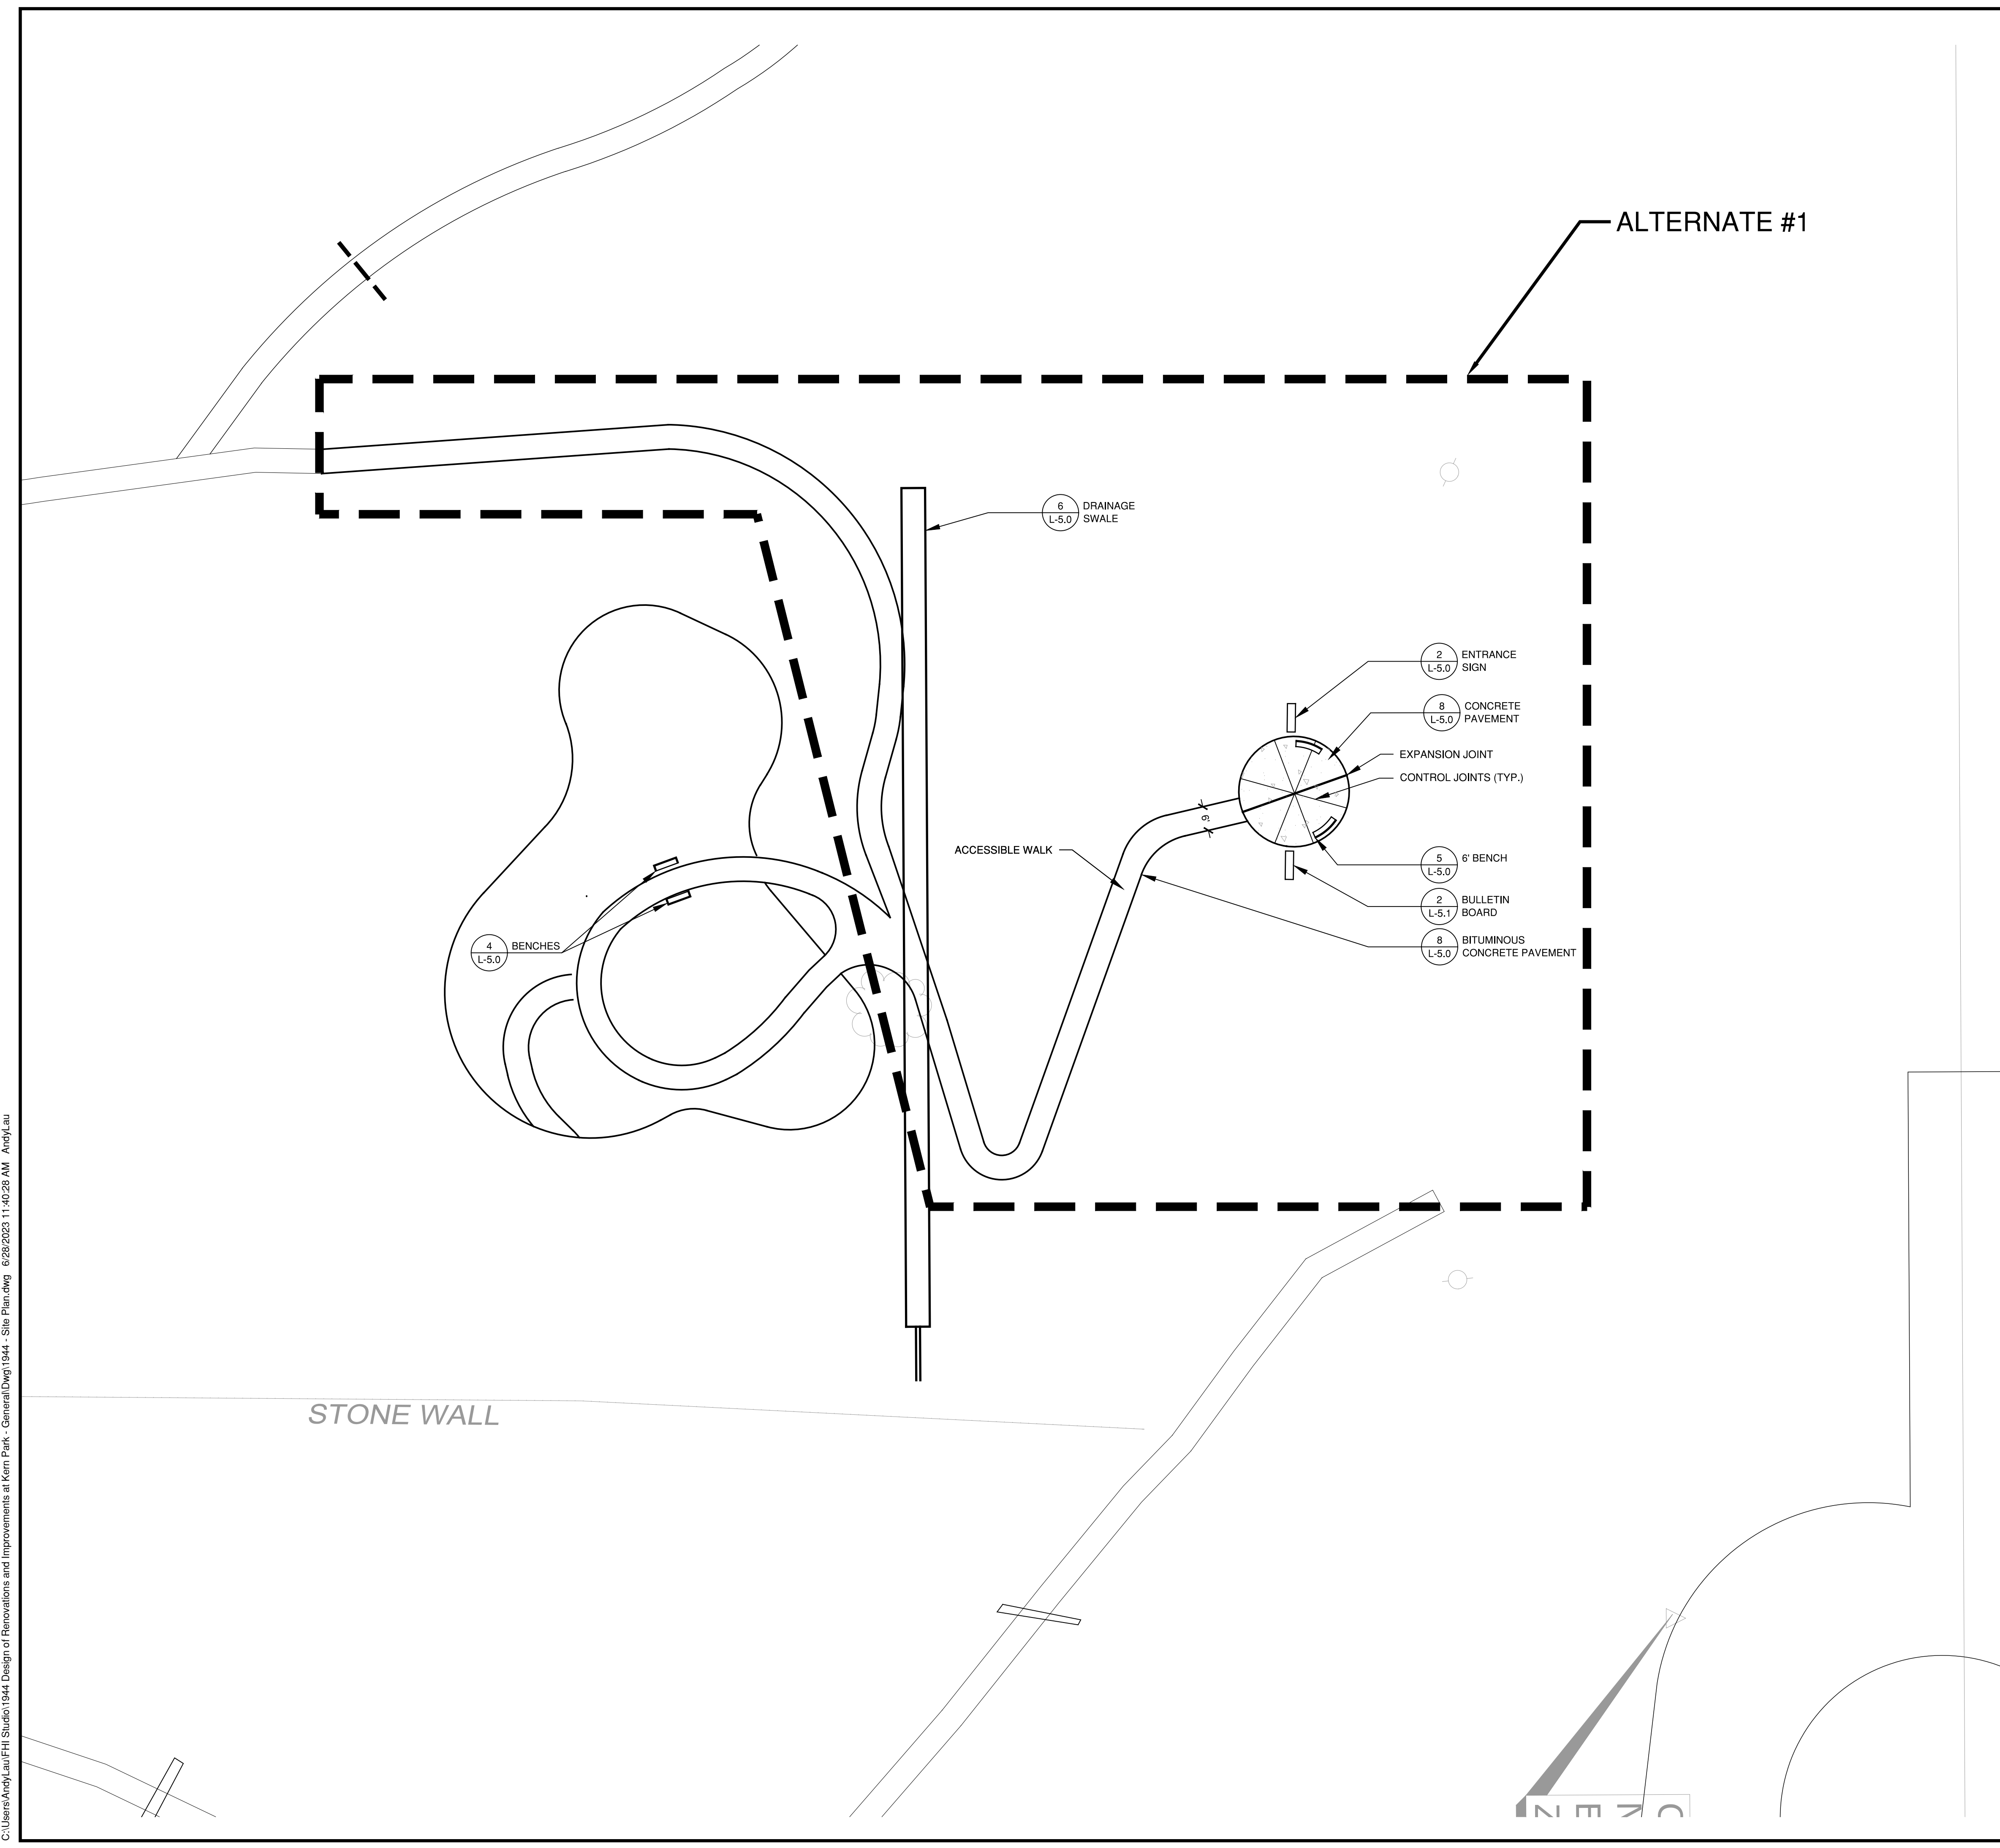 ALTERNATE #1
6
L-5.0
DRAINAGE
SWALE
2
L-5.0
ENTRANCE
SIGN
8
L-5.0
CONCRETE
PAVEMENT
EXPANSION JOINT
CONTROL JOINTS (TYP.)
6'
ACCESSIBLE WALK
5
L-5.0
6' BENCH
2
L-5.1
BULLETIN
BOARD
8
L-5.0
BITUMINOUS
CONCRETE PAVEMENT
4
L-5.0
BENCHES
STONE WALL
C:\Users\AndyLau\FHI Studio\1944 Design of Renovations and Improvements at Kern Park - General\Dwg\1944 - Site Plan.dwg 6/28/2023 11:40:28 AM AndyLau